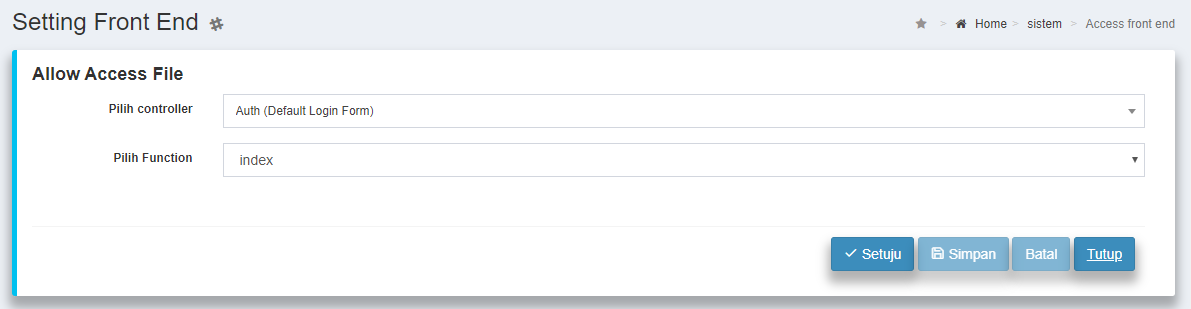 Setting Front End
> Home > sistem > Access front end
Allow Access File
Pilih controller
Auth (Default Login Form)
Pilih Function
index
Setuju Simpan Batal Tutup